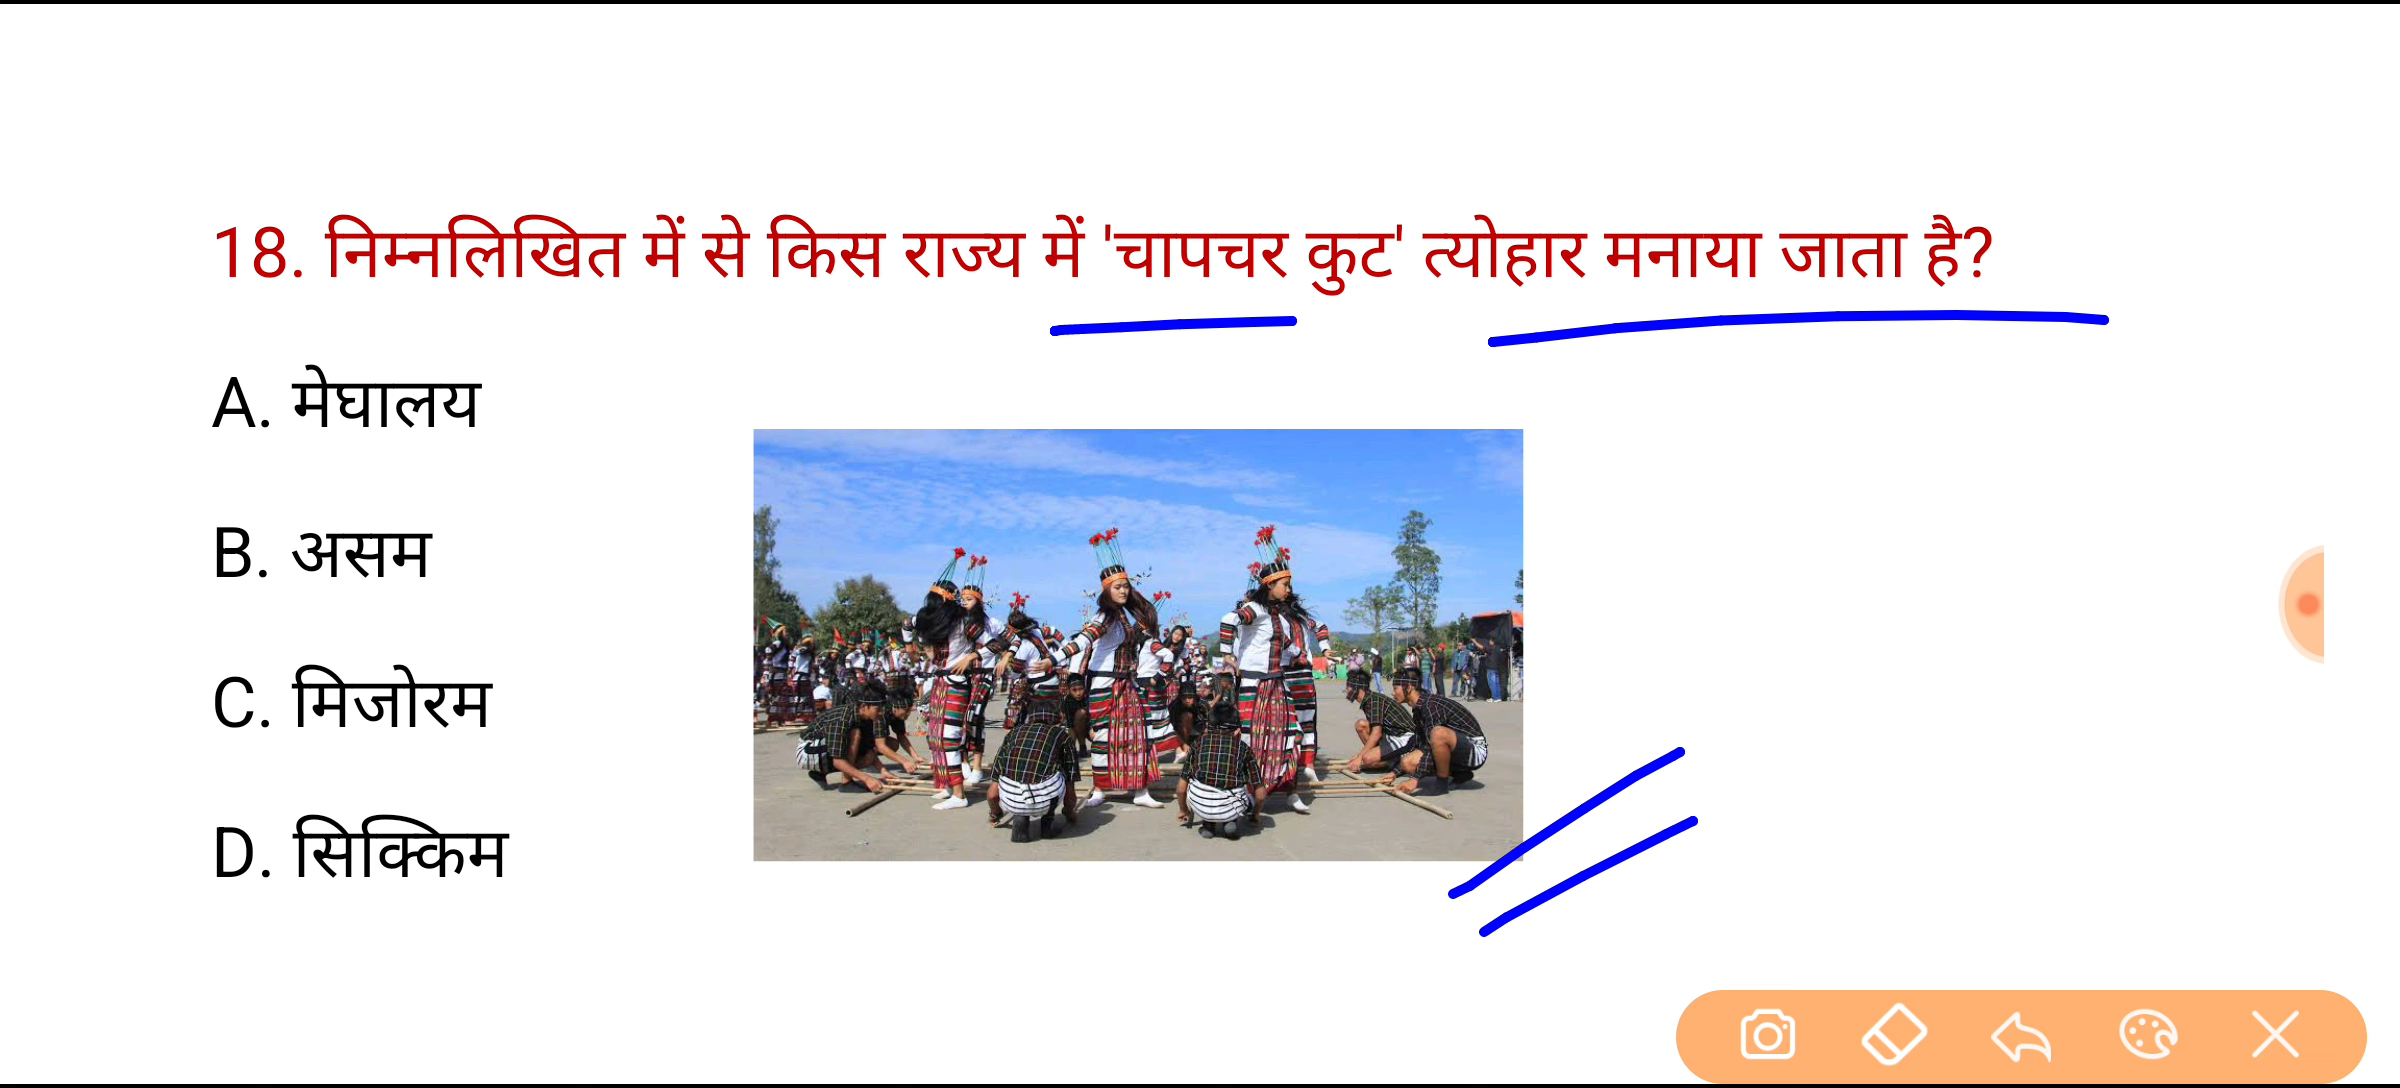 18. निम्नलिखित में से किस राज्य में 'चापचर कुट' त्योहार मनाया जाता है?
A. मेघालय
B. असम
C. मिजोरम
D. सिक्किम